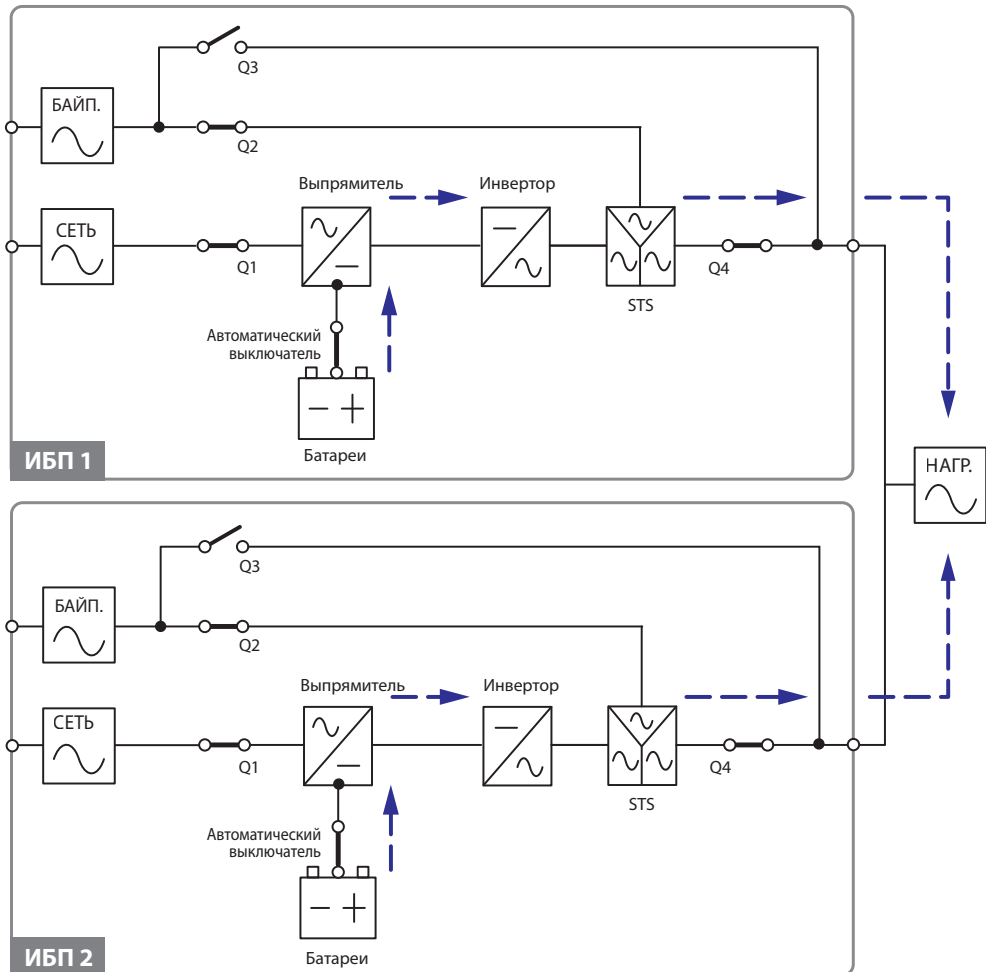 Q3
БАЙП.
Q2
Выпрямитель
Инвертор
СЕТЬ
Q1
Q4
STS
Автоматический
выключатель
Батареи
ИБП 1
НАГР.
Q3
БАЙП.
Q2
Выпрямитель
Инвертор
СЕТЬ
Q1
Q4
STS
Автоматический
выключатель
Батареи
ИБП 2